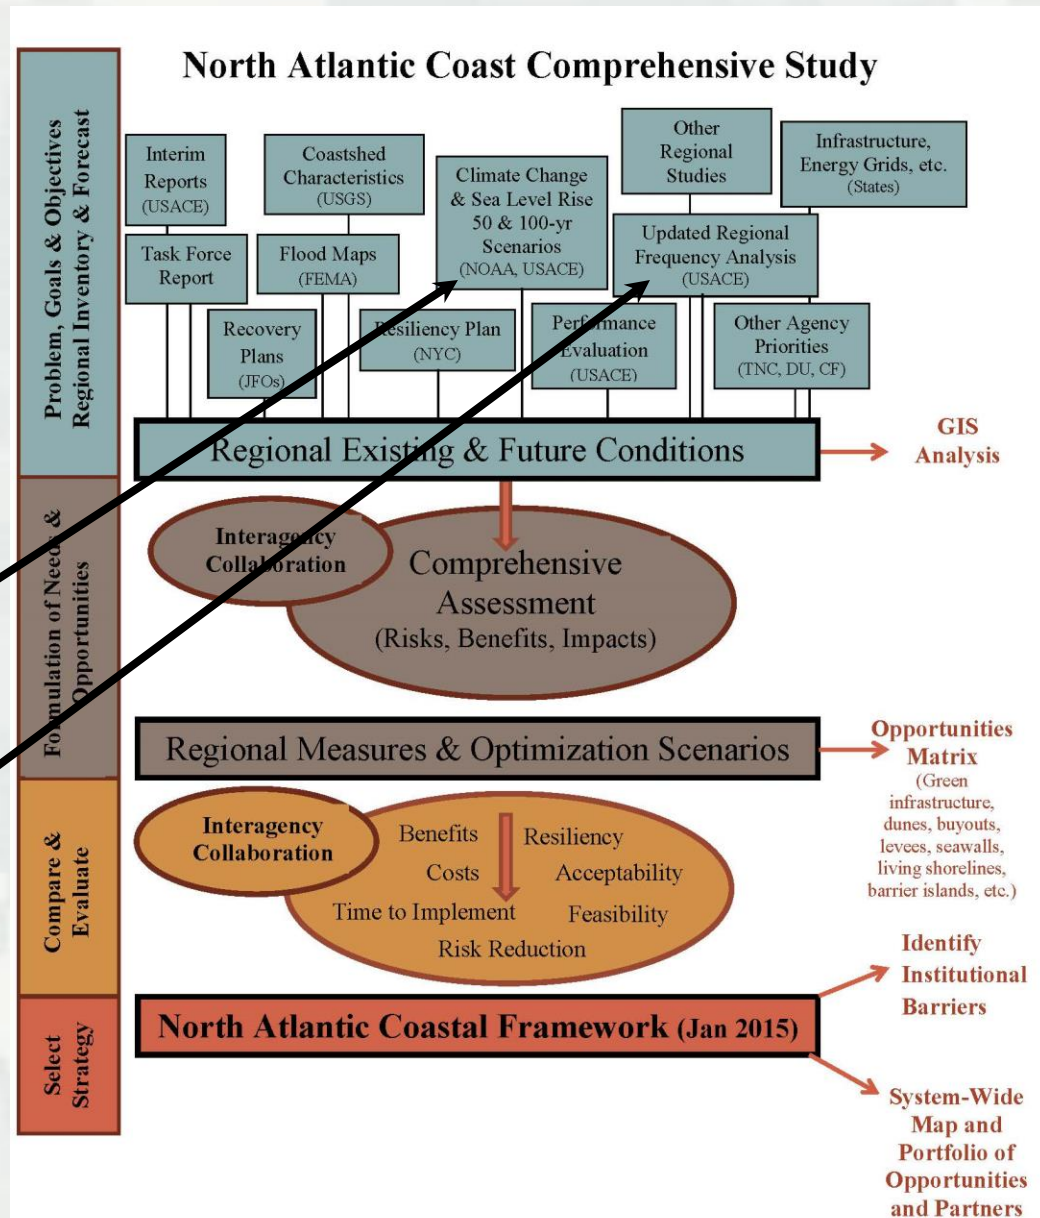 North Atlantic Coast Comprehensive Study
Problem, Goals & Objectives
Regional Inventory & Forecast
Interim
Reports
(USACE)
Coastshed
Characteristics
(USGS)
Climate Change
& Sea Level Rise
50 & 100-yr
Scenarios
(NOAA, USACE)
Other
Regional
Studies
Infrastructure,
Energy Grids, etc.
(States)
Task Force
Report
Flood Maps
(FEMA)
Updated Regional
Frequency Analysis
(USACE)
Recovery
Plans
(JFOs)
Resiliency Plan
(NYC)
Performance
Evaluation
(USACE)
Other Agency
Priorities
(TNC, DU, CF)
Regional Existing & Future Conditions
GIS
Analysis
Formulation of Needs &
Opportunities
Interagency
Collaboration
Comprehensive
Assessment
(Risks, Benefits, Impacts)
Regional Measures & Optimization Scenarios
Opportunities
Matrix
(Green
infrastructure,
dunes, buyouts,
levees, seawalls,
living shorelines,
barrier islands, etc.)
Compare &
Evaluate
Interagency
Collaboration
Benefits
Resiliency
Costs
Acceptability
Time to Implement
Feasibility
Risk Reduction
Identify
Institutional
Barriers
Select
Strategy
North Atlantic Coastal Framework (Jan 2015)
System-Wide
Map and
Portfolio of
Opportunities
and Partners